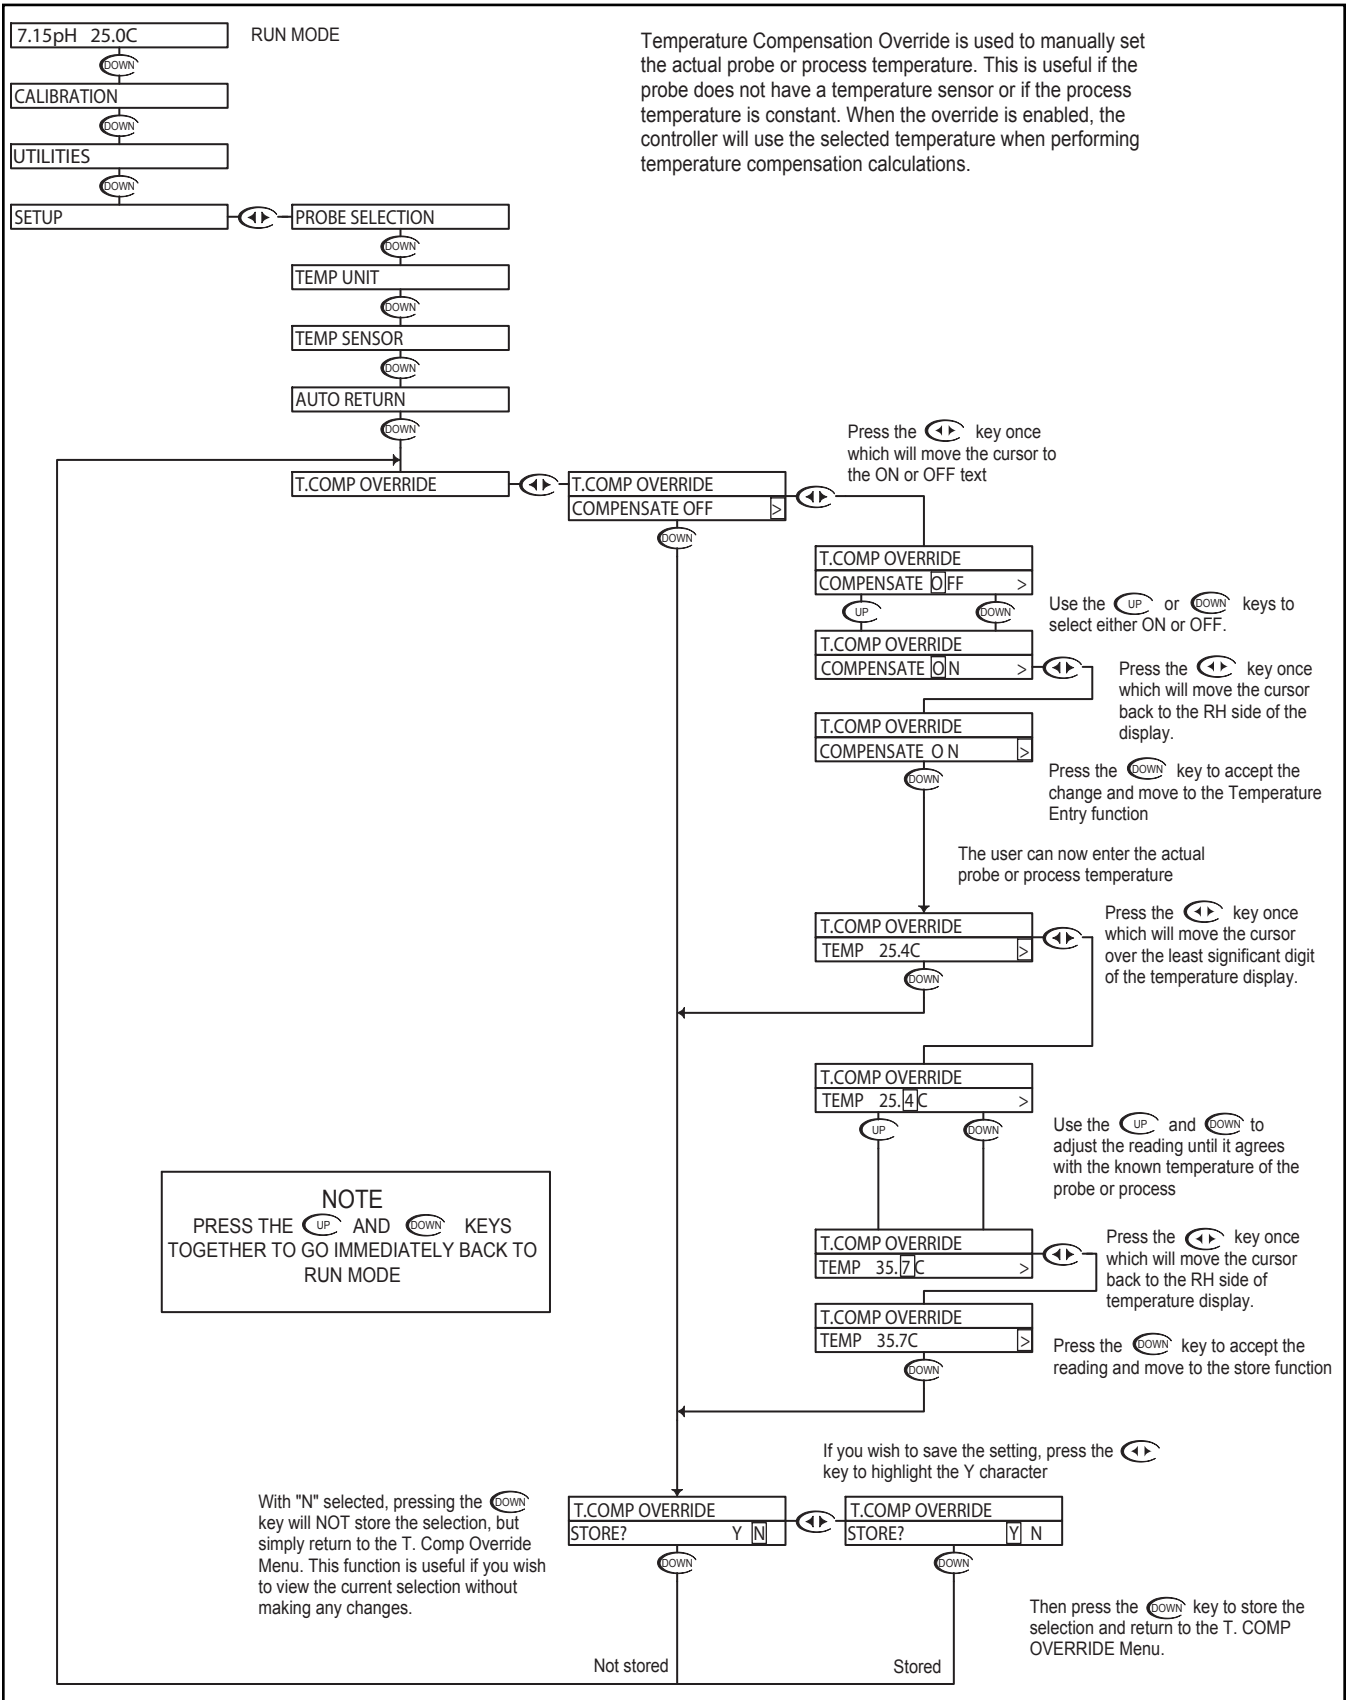 7.15pH 25.0C
RUN MODE
Temperature Compensation Override is used to manually set
the actual probe or process temperature. This is useful if the
probe does not have a temperature sensor or if the process
temperature is constant. When the override is enabled, the
controller will use the selected temperature when performing
temperature compensation calculations.
DOWN
CALIBRATION
DOWN
UTILITIES
DOWN
SETUP
PROBE SELECTION
DOWN
TEMP UNIT
DOWN
TEMP SENSOR
DOWN
AUTO RETURN
DOWN
T.COMP OVERRIDE
T.COMP OVERRIDE
COMPENSATE OFF >
DOWN
Press the key once
which will move the cursor to
the ON or OFF text
T.COMP OVERRIDE
COMPENSATE OFF >
UP DOWN
Use the UP or DOWN keys to
select either ON or OFF.
T.COMP OVERRIDE
COMPENSATE ON >
Press the key once
which will move the cursor
back to the RH side of the
display.
T.COMP OVERRIDE
COMPENSATE ON >
DOWN
Press the DOWN key to accept the
change and move to the Temperature
Entry function
The user can now enter the actual
probe or process temperature
T.COMP OVERRIDE
TEMP 25.4C >
DOWN
Press the key once
which will move the cursor
over the least significant digit
of the temperature display.
T.COMP OVERRIDE
TEMP 25.4C >
UP DOWN
Use the UP and DOWN to
adjust the reading until it agrees
with the known temperature of the
probe or process
NOTE
PRESS THE UP AND DOWN KEYS
TOGETHER TO GO IMMEDIATELY BACK TO
RUN MODE
T.COMP OVERRIDE
TEMP 35.7C >
Press the key once
which will move the cursor
back to the RH side of
temperature display.
T.COMP OVERRIDE
TEMP 35.7C >
DOWN
Press the DOWN key to accept the
reading and move to the store function
If you wish to save the setting, press the
key to highlight the Y character
With "N" selected, pressing the DOWN
key will NOT store the selection, but
simply return to the T. Comp Override
Menu. This function is useful if you wish
to view the current selection without
making any changes.
T.COMP OVERRIDE
STORE? Y N
DOWN
T.COMP OVERRIDE
STORE? Y N
DOWN
Then press the DOWN key to store the
selection and return to the T. COMP
OVERRIDE Menu.
Not stored
Stored